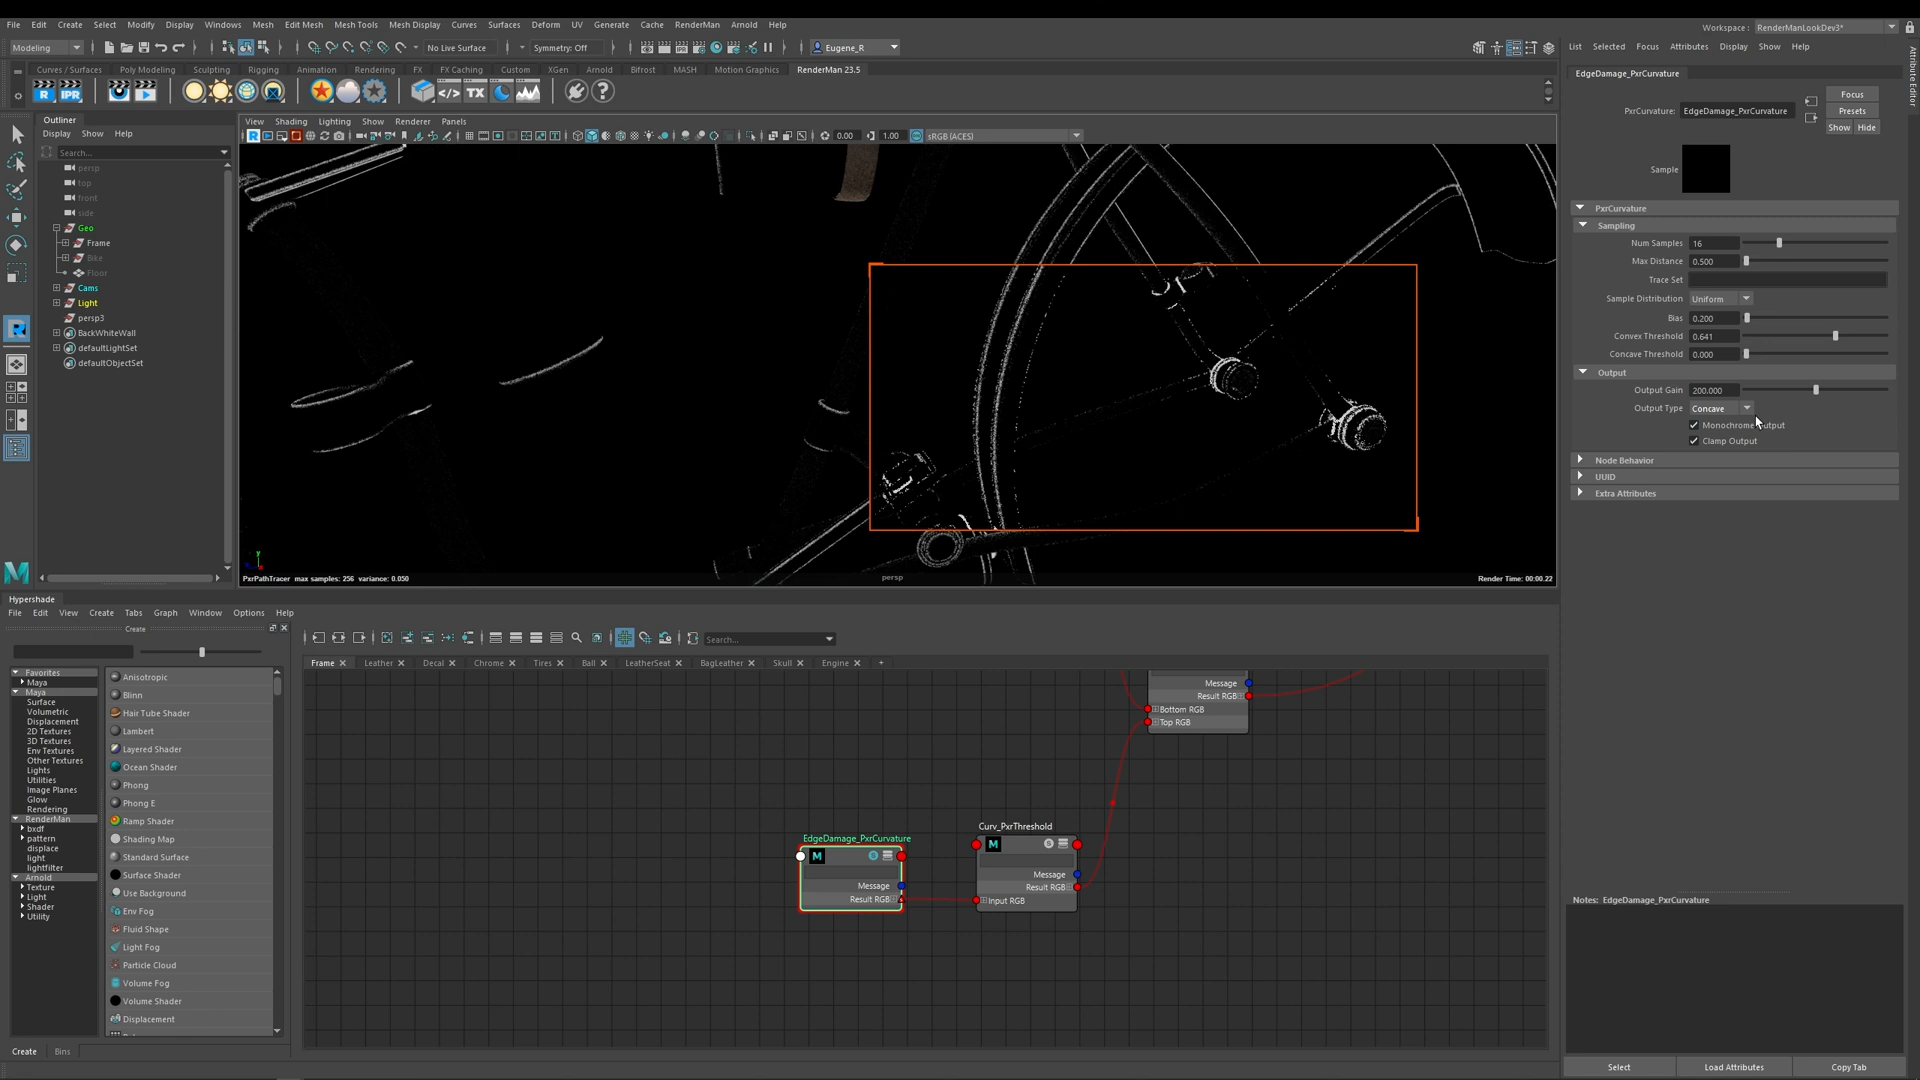 File Edit Create Select Modify Display Windows Mesh Edit Mesh Mesh Tools Mesh Display Curves Surfaces Deform UV Generate Cache RenderMan Arnold Help
Workspace : RenderManLookDev3*
Modeling No Live Surface Symmetry: Off Eugene_R
List Selected Focus Attributes Display Show Help
Curves / Surfaces Poly Modeling Sculpting Rigging Animation Rendering FX FX Caching Custom XGen Arnold Bifrost MASH Motion Graphics RenderMan 23.5
EdgeDamage_PxrCurvature
Attribute Editor
R IPR TX
PxrCurvature: EdgeDamage_PxrCurvature
Focus
Presets
Show Hide
Outliner
Display Show Help
Search...
persp
top
front
side
Geo
Frame
Bike
Floor
Cams
Light
persp3
BackWhiteWall
defaultLightSet
defaultObjectSet
View Shading Lighting Show Renderer Panels
0.00 1.00 sRGB (ACES)
PxrPathTracer max samples: 256 variance: 0.050
persp
Render Time: 00:00.22
Sample
PxrCurvature
Sampling
Num Samples 16
Max Distance 0.500
Trace Set
Sample Distribution Uniform
Bias 0.200
Convex Threshold 0.641
Concave Threshold 0.000
Output
Output Gain 200.000
Output Type Concave
Monochrome Output
Clamp Output
Node Behavior
UUID
Extra Attributes
Notes: EdgeDamage_PxrCurvature
Select Load Attributes Copy Tab
Hypershade
File Edit View Create Tabs Graph Window Options Help
Create
Search...
Frame Leather Decal Chrome Tires Ball LeatherSeat BagLeather Skull Engine +
Favorites
Maya
Maya
Surface
Volumetric
Displacement
2D Textures
3D Textures
Env Textures
Other Textures
Lights
Utilities
Image Planes
Glow
Rendering
RenderMan
bxdf
pattern
displace
light
lightfilter
Arnold
Texture
Light
Shader
Utility
Anisotropic
Blinn
Hair Tube Shader
Lambert
Layered Shader
Ocean Shader
Phong
Phong E
Ramp Shader
Shading Map
Standard Surface
Surface Shader
Use Background
Env Fog
Fluid Shape
Light Fog
Particle Cloud
Volume Fog
Volume Shader
Displacement
Create Bins
Message
Result RGB
Bottom RGB
Top RGB
EdgeDamage_PxrCurvature
Message
Result RGB
Curv_PxrThreshold
Message
Result RGB
Input RGB